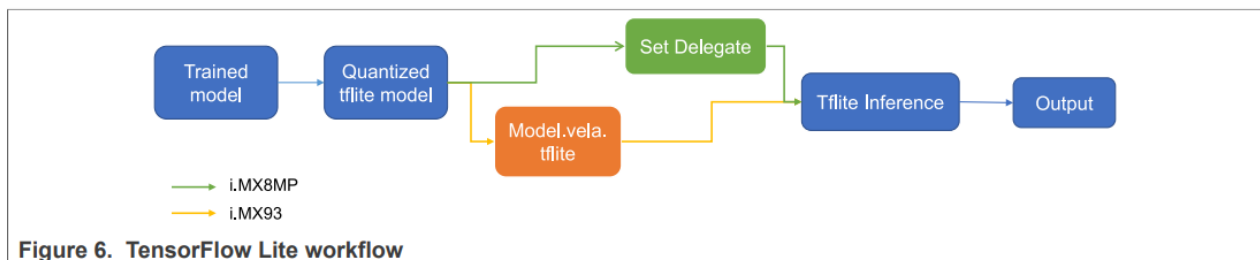 Trained
model
Quantized
tflite model
Set Delegate
Model.vela.
tflite
Tflite Inference
Output
i.MX8MP
i.MX93
Figure 6. TensorFlow Lite workflow